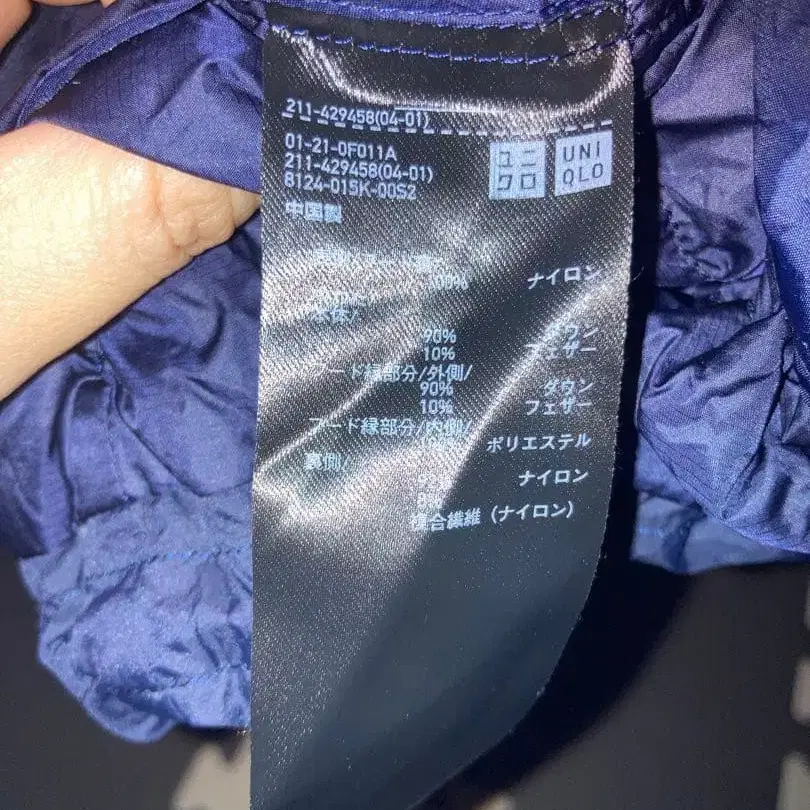 211-429458(04-01)
01-21-0F011A
211-429458(04-01)
8124-015K-00S2
ユニ
クロ
UNI
QLO
中国製
100% ナイロン
90% ダウン
10% フェザー
フード縁部分/外側/
90% ダウン
10% フェザー
フード縁部分/内側/
ポリエステル
裏側/
ナイロン
複合繊維(ナイロン)